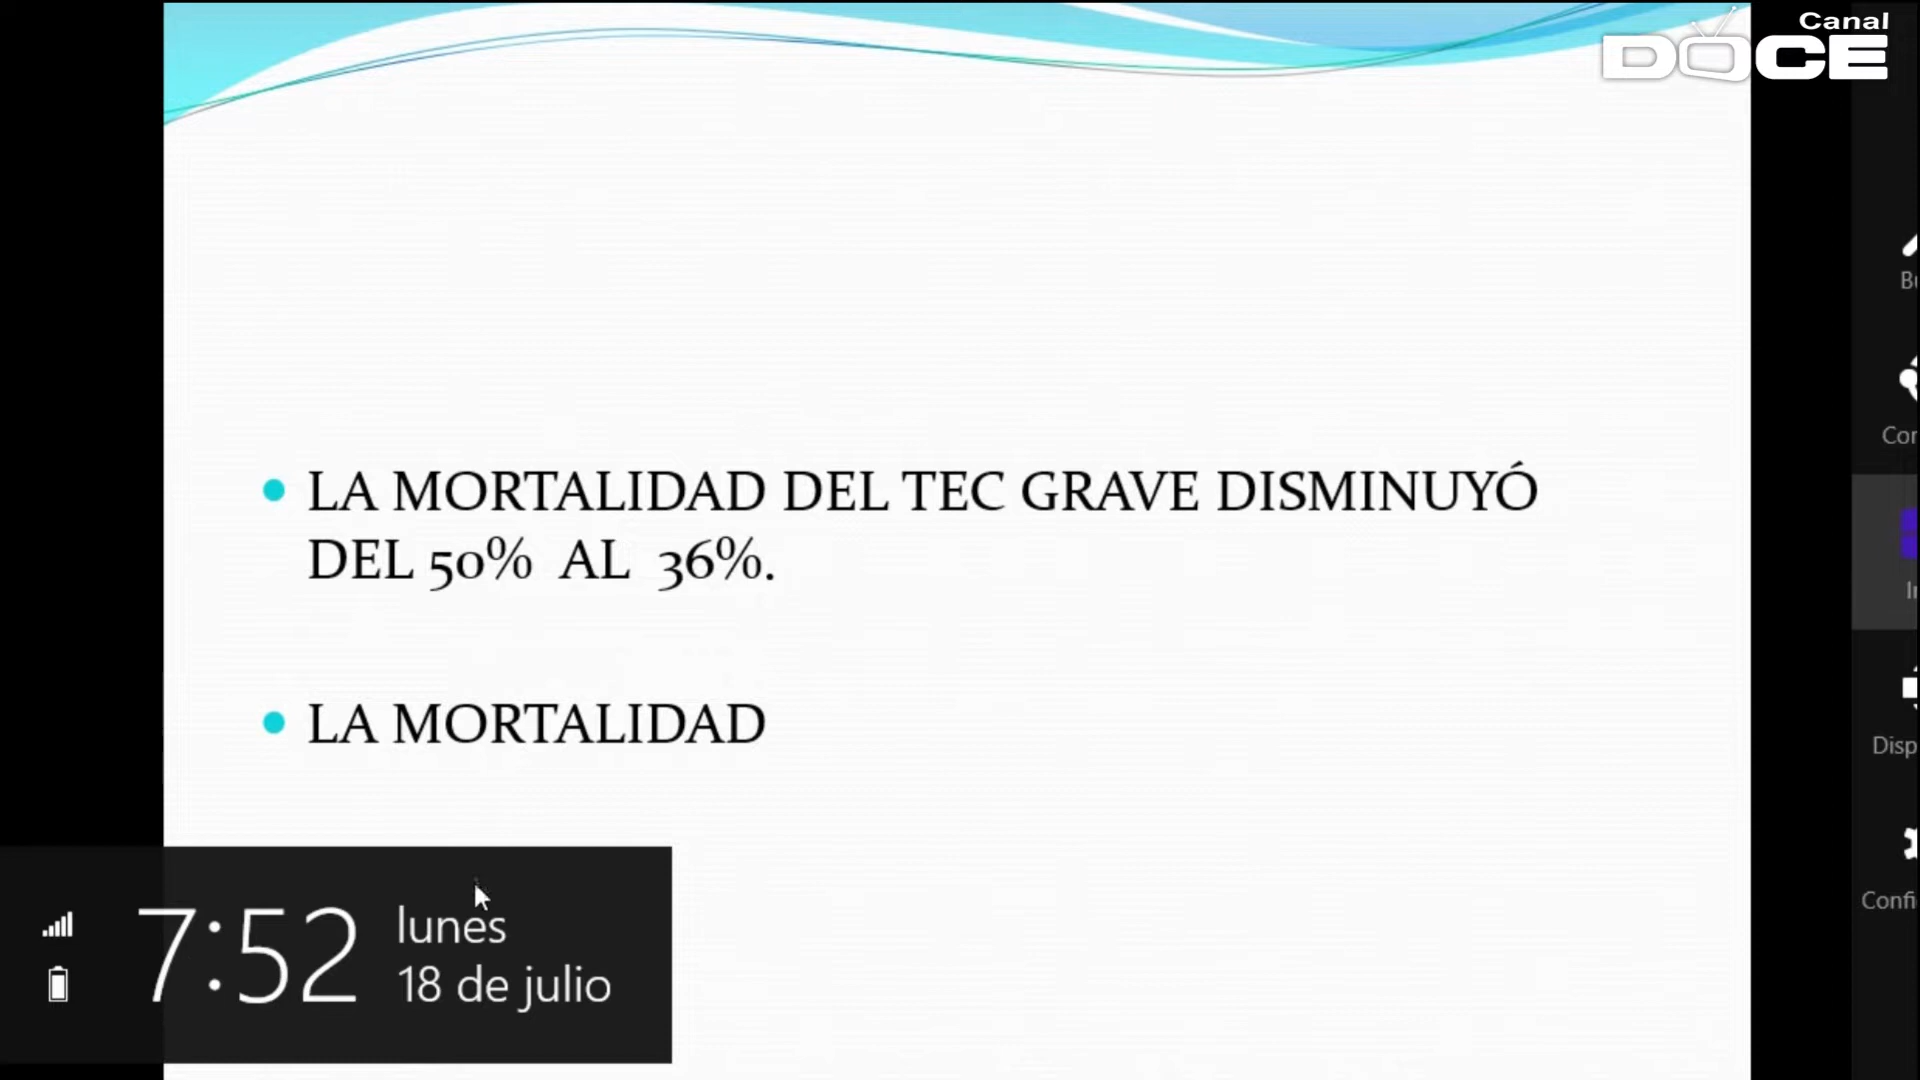 Canal
DOCE
LA MORTALIDAD DEL TEC GRAVE DISMINUYÓ
DEL 50% AL 36%.
LA MORTALIDAD
7:52
lunes
18 de julio
Disp
Confi